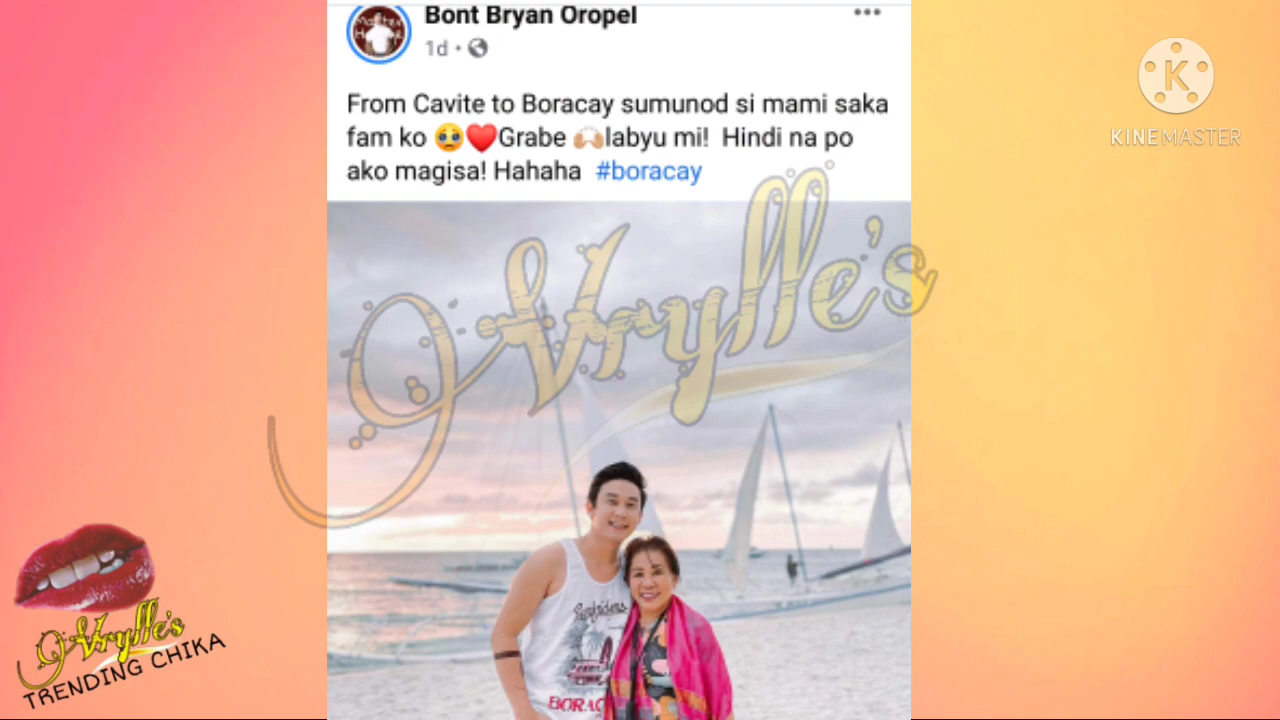 Bont Bryan Oropel
1d
KINEMASTER
From Cavite to Boracay sumunod si mami saka
fam ko 🥹❤️Grabe 🙌🏻labyu mi! Hindi na po
ako magisa! Hahaha #boracay
Vrylle's
Surfriders
Vrylle's
TRENDING CHIKA